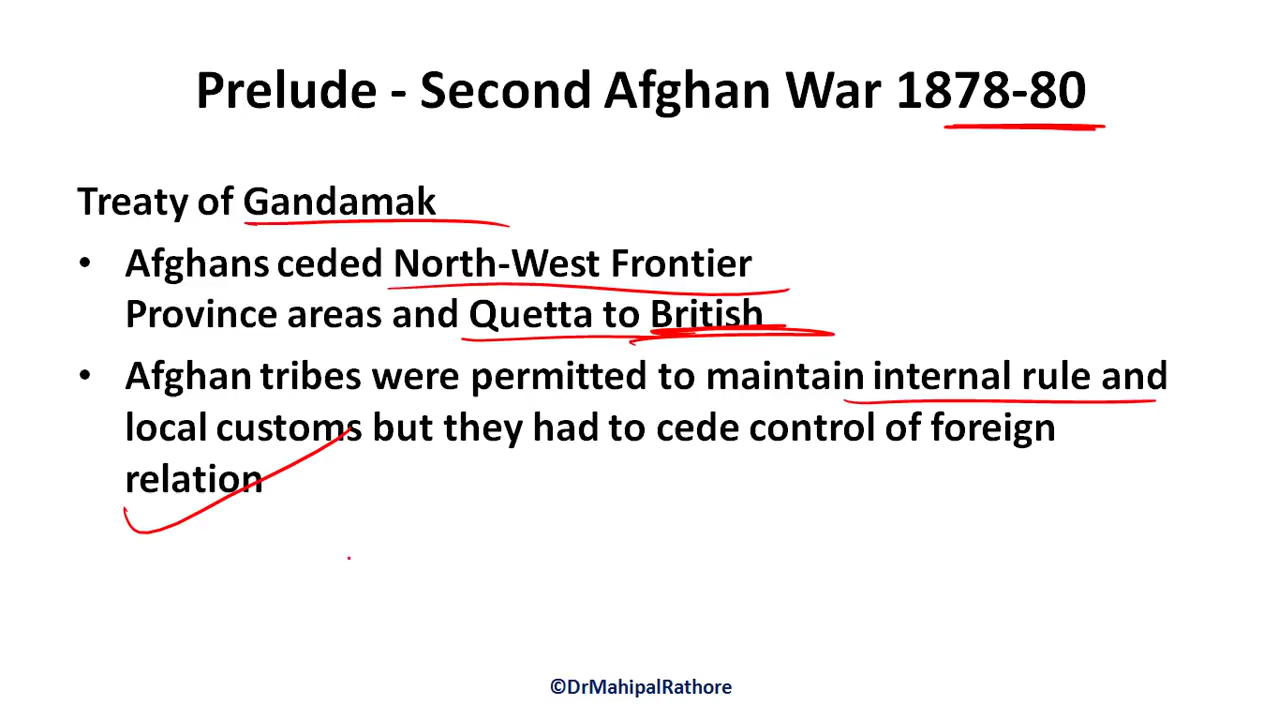 Prelude - Second Afghan War 1878-80
Treaty of Gandamak
• Afghans ceded North-West Frontier
Province areas and Quetta to British
• Afghan tribes were permitted to maintain internal rule and
local customs but they had to cede control of foreign
relation
©DrMahipalRathore